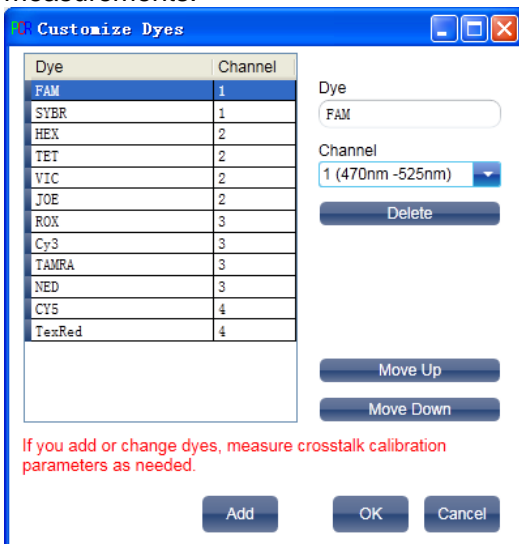 measurements.
PCR Customize Dyes
Dye Channel
FAM 1
SYBR 1
HEX 2
TET 2
VIC 2
JOE 2
ROX 3
Cy3 3
TAMRA 3
NED 3
CY5 4
TexRed 4
Dye
FAM
Channel
1 (470nm -525nm)
Delete
Move Up
Move Down
If you add or change dyes, measure crosstalk calibration
parameters as needed.
Add OK Cancel